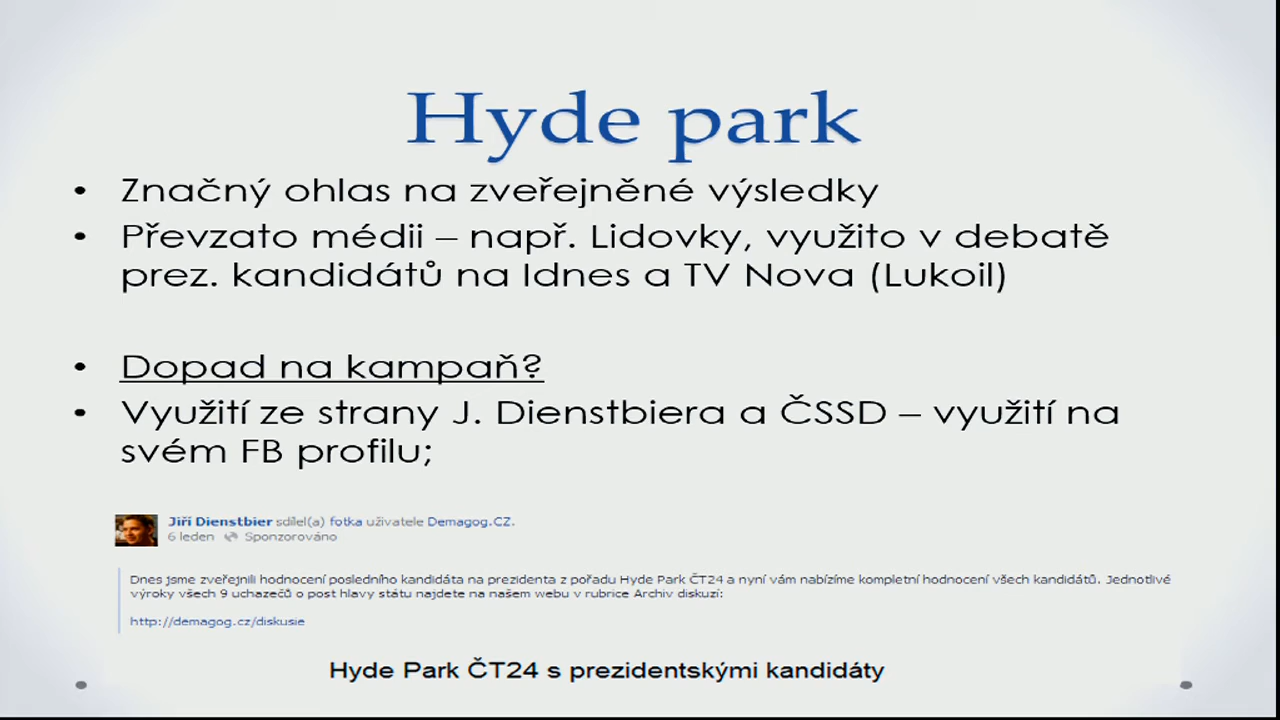 Hyde park
• Značný ohlas na zveřejněné výsledky
• Převzato médii – např. Lidovky, využito v debatě
prez. kandidátů na Idnes a TV Nova (Lukoil)
• Dopad na kampaň?
• Využití ze strany J. Dienstbiera a ČSSD – využití na
svém FB profilu;
Jiří Dienstbier sdílel(a) fotka uživatele Demagog.CZ.
6 leden Sponzorováno
Dnes jsme zveřejnili hodnocení posledního kandidáta na prezidenta z pořadu Hyde Park ČT24 a nyní vám nabízíme kompletní hodnocení všech kandidátů. Jednotlivé
výroky všech 9 uchazečů o post hlavy státu najdete na našem webu v rubrice Archiv diskuzí:
http://demagog.cz/diskusie
Hyde Park ČT24 s prezidentskými kandidáty